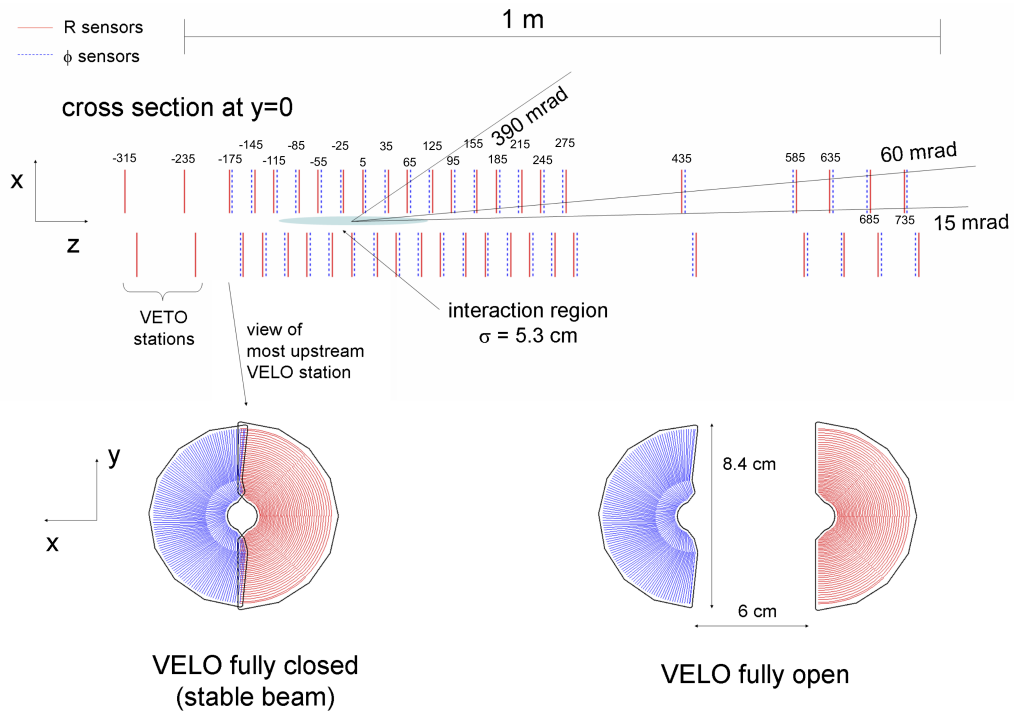 1 m
R sensors
ϕ sensors
cross section at y=0
390 mrad
-145 -85 -25 35 125 155 215 275
-315 -235 -175 -115 -55 5 65 95 185 245 435 585 635 60 mrad
x
z
685 735 15 mrad
VETO
stations
view of
most upstream
VELO station
interaction region
σ = 5.3 cm
y
x
8.4 cm
6 cm
VELO fully closed
(stable beam)
VELO fully open